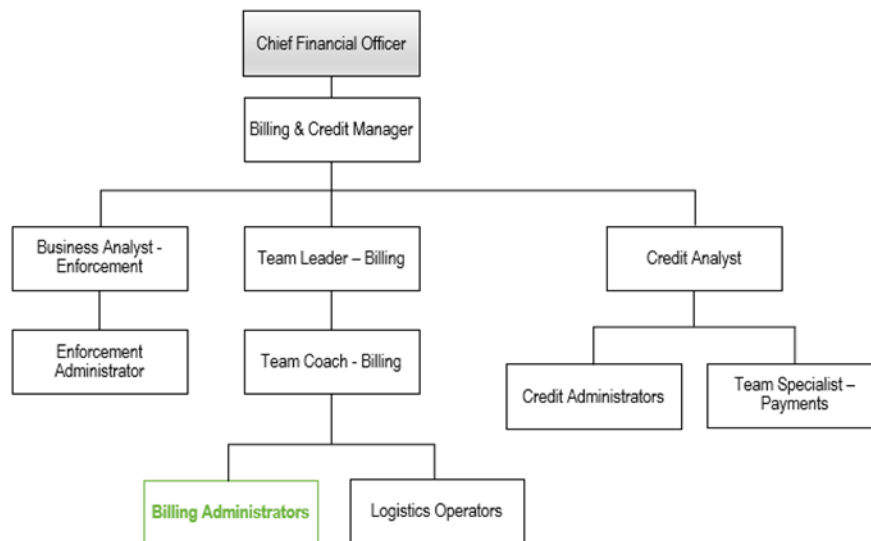 Chief Financial Officer
Billing & Credit Manager
Business Analyst -
Enforcement
Team Leader – Billing
Credit Analyst
Enforcement
Administrator
Team Coach - Billing
Credit Administrators
Team Specialist –
Payments
Billing Administrators
Logistics Operators